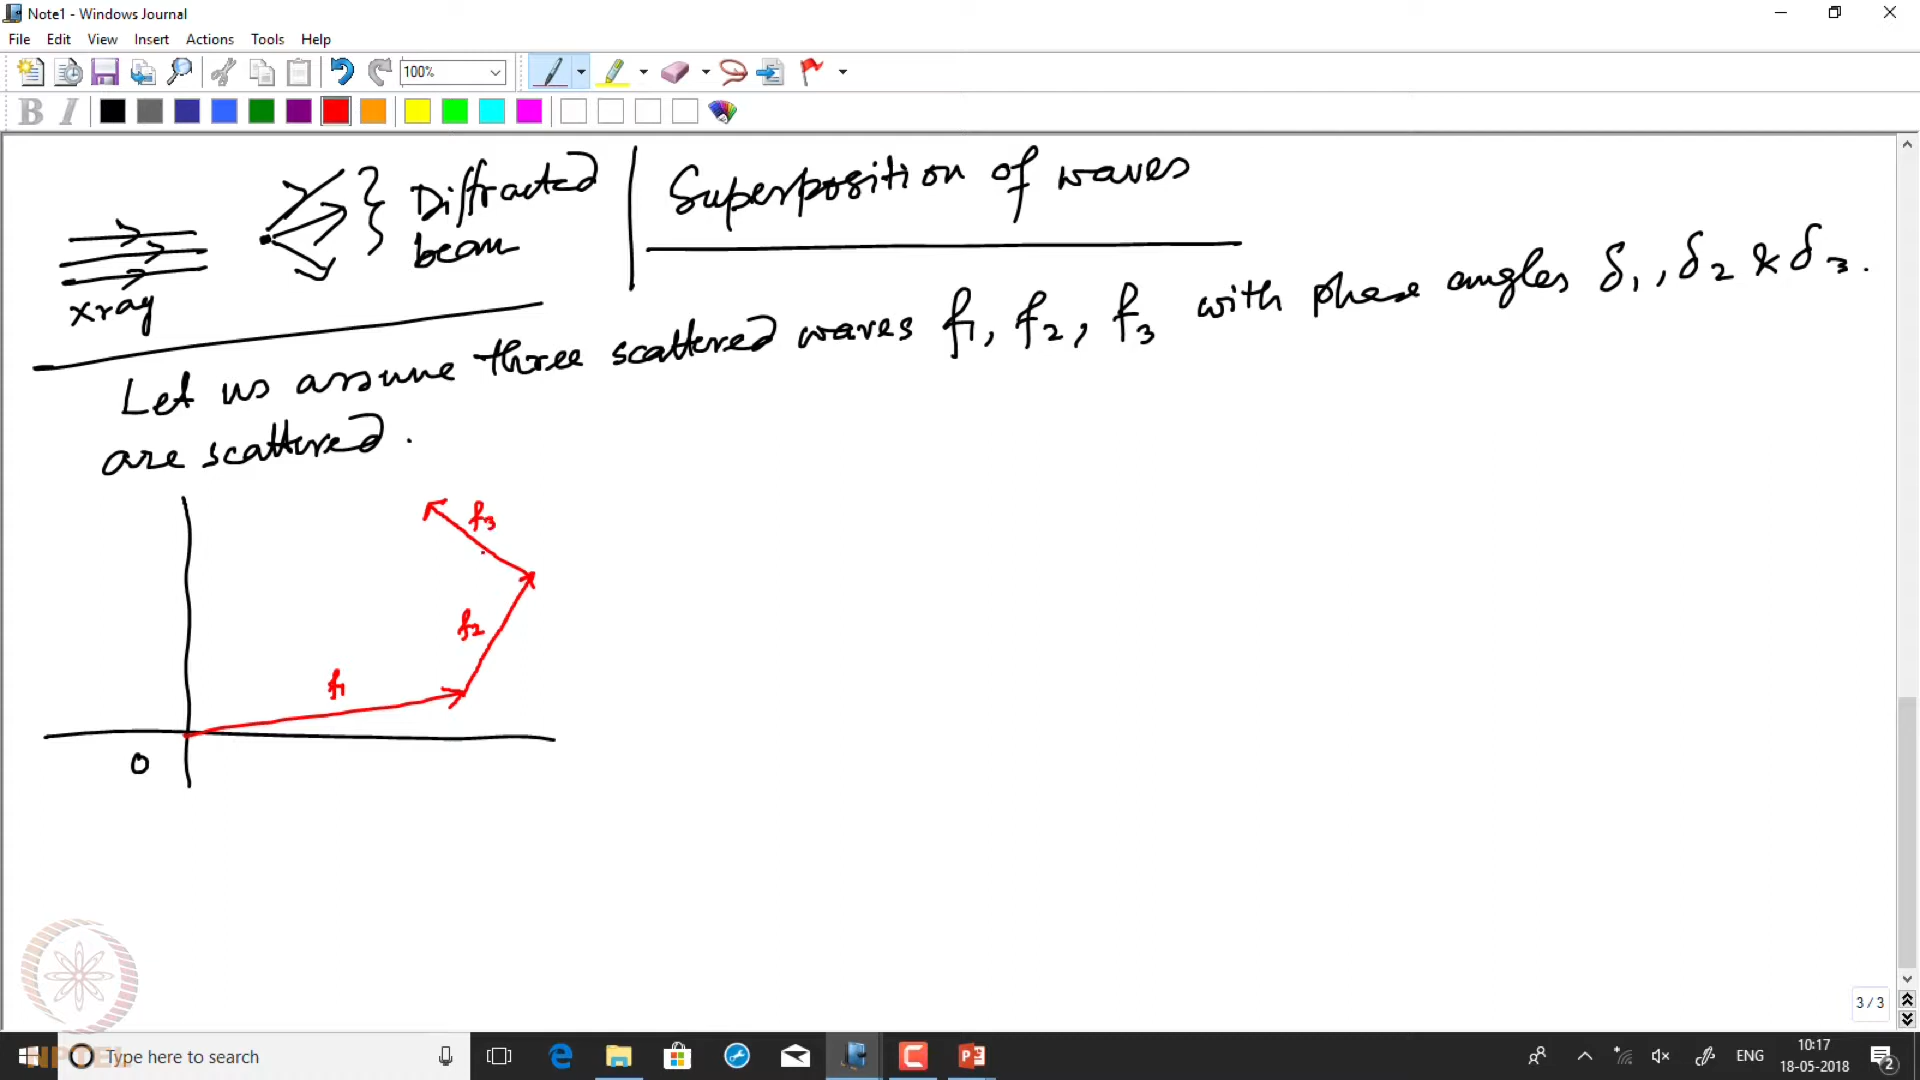 Note1 - Windows Journal
File Edit View Insert Actions Tools Help
100%
B I
Diffracted
beam
Superposition of waves
xray
Let us assume three scattered waves f1, f2, f3 with phase angles δ1, δ2 & δ3.
are scattered.
f3
f2
f1
0
3 / 3
NPTEL
Type here to search
ENG
10:17
18-05-2018
2